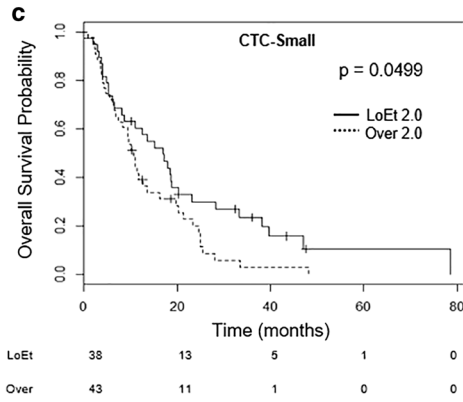 c
CTC-Small
p = 0.0499
LoEt 2.0
Over 2.0
Overall Survival Probability
1.0
0.8
0.6
0.4
0.2
0.0
0 20 40 60 80
Time (months)
LoEt 38 13 5 1 0
Over 43 11 1 0 0